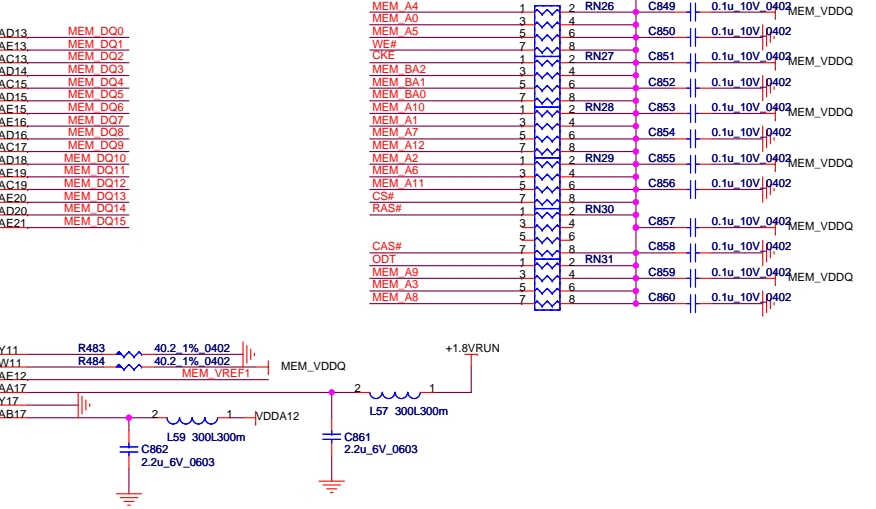 MEM_A4 1 2 RN26 C849 0.1u_10V_0402 MEM_VDDQ
MEM_A0 3 4
AD13 MEM_DQ0 MEM_A5 5 6 C850 0.1u_10V_0402
AE13 MEM_DQ1 WE# 7 8
AC13 MEM_DQ2 CKE 1 2 RN27 C851 0.1u_10V_0402 MEM_VDDQ
AD14 MEM_DQ3 MEM_BA2 3 4
AC15 MEM_DQ4 MEM_BA1 5 6 C852 0.1u_10V_0402
AD15 MEM_DQ5 MEM_BA0 7 8
AE15 MEM_DQ6 MEM_A10 1 2 RN28 C853 0.1u_10V_0402 MEM_VDDQ
AE16 MEM_DQ7 MEM_A1 3 4
AD16 MEM_DQ8 MEM_A7 5 6 C854 0.1u_10V_0402
AC17 MEM_DQ9 MEM_A12 7 8
AD18 MEM_DQ10 MEM_A2 1 2 RN29 C855 0.1u_10V_0402 MEM_VDDQ
AE19 MEM_DQ11 MEM_A6 3 4
AC19 MEM_DQ12 MEM_A11 5 6 C856 0.1u_10V_0402
AE20 MEM_DQ13 CS# 7 8
AD20 MEM_DQ14 RAS# 1 2 RN30
AE21 MEM_DQ15 3 4 C857 0.1u_10V_0402 MEM_VDDQ
5 6
CAS# 7 8 C858 0.1u_10V_0402
ODT 1 2 RN31
MEM_A9 3 4 C859 0.1u_10V_0402 MEM_VDDQ
MEM_A3 5 6
MEM_A8 7 8 C860 0.1u_10V_0402
Y11 R483 40.2_1%_0402 +1.8VRUN
W11 R484 40.2_1%_0402 MEM_VDDQ
AE12 MEM_VREF1
AA17 2 1
Y17 L57 300L300m
AB17 2 1 VDDA12
L59 300L300m C861
C862 2.2u_6V_0603
2.2u_6V_0603